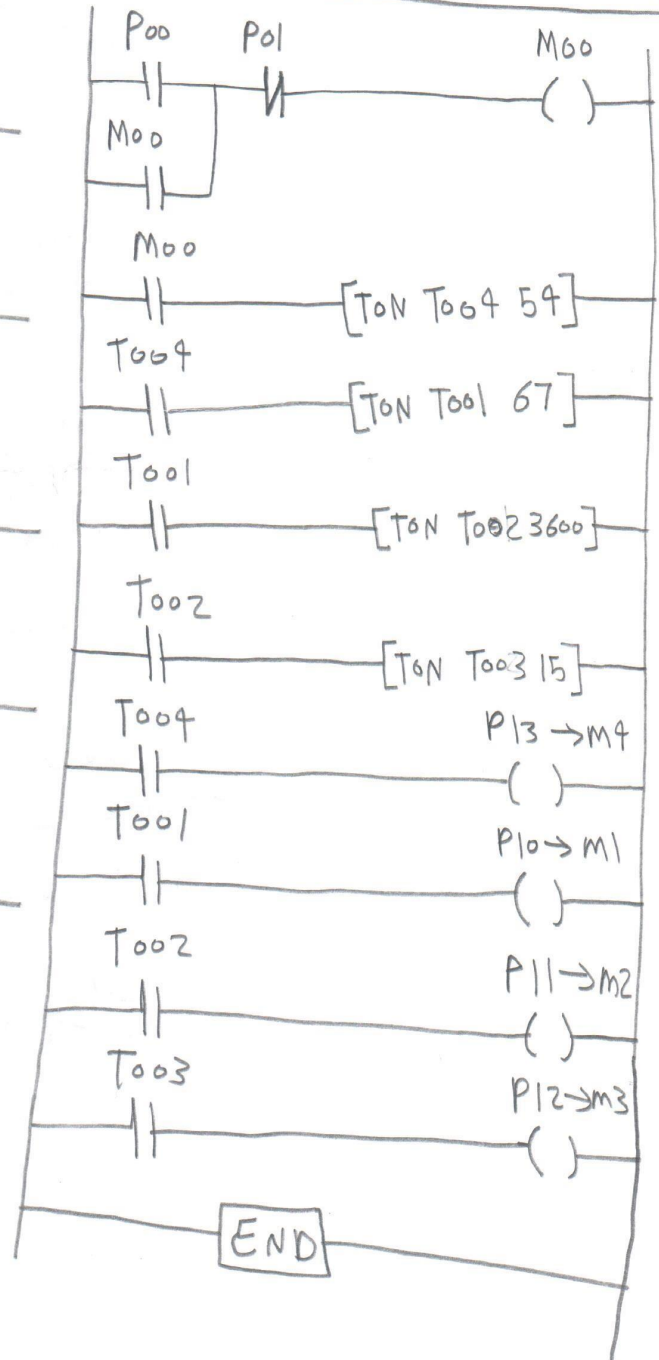 P00 P01 M00
M00
M00
[TON T004 54]
T004
[TON T001 67]
T001
[TON T002 3600]
T002
[TON T003 15]
T004 P13→M4
T001 P10→M1
T002 P11→M2
T003 P12→M3
END